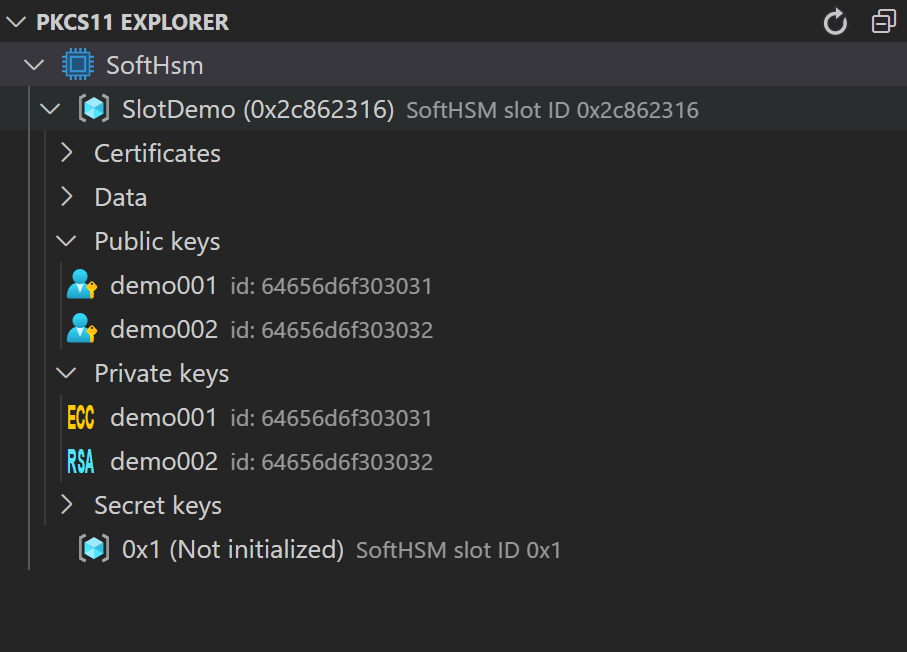 PKCS11 EXPLORER
SoftHsm
SlotDemo (0x2c862316) SoftHSM slot ID 0x2c862316
Certificates
Data
Public keys
demo001 id: 64656d6f303031
demo002 id: 64656d6f303032
Private keys
ECC demo001 id: 64656d6f303031
RSA demo002 id: 64656d6f303032
Secret keys
0x1 (Not initialized) SoftHSM slot ID 0x1